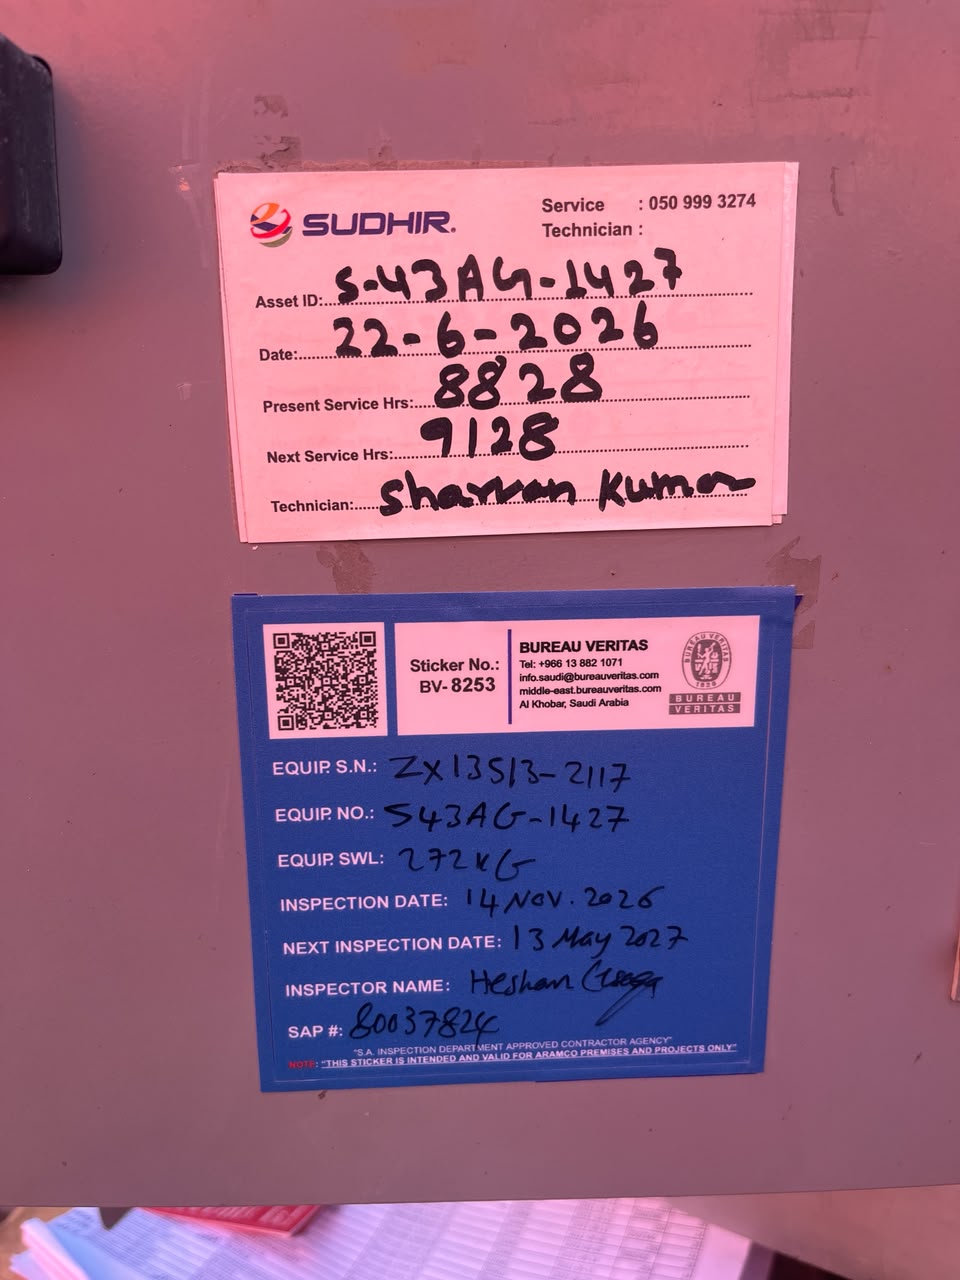 SUDHIR.
Service : 050 999 3274
Technician :
Asset ID: S-43AG-1427
Date: 22-6-2026
Present Service Hrs: 8828
Next Service Hrs: 9128
Technician: Sharvan Kumar
Sticker No.:
BV- 8253
BUREAU VERITAS
Tel: +966 13 882 1071
info.saudi@bureauveritas.com
middle-east.bureauveritas.com
Al Khobar, Saudi Arabia
BUREAU VERITAS
1828
BUREAU
VERITAS
EQUIP. S.N.: ZX13513-2117
EQUIP. NO.: S43AG-1427
EQUIP. SWL: 272KG
INSPECTION DATE: 14 NOV. 2026
NEXT INSPECTION DATE: 13 May 2027
INSPECTOR NAME: Heshan
SAP #: 80037824
"S.A. INSPECTION DEPARTMENT APPROVED CONTRACTOR AGENCY"
NOTE: "THIS STICKER IS INTENDED AND VALID FOR ARAMCO PREMISES AND PROJECTS ONLY"